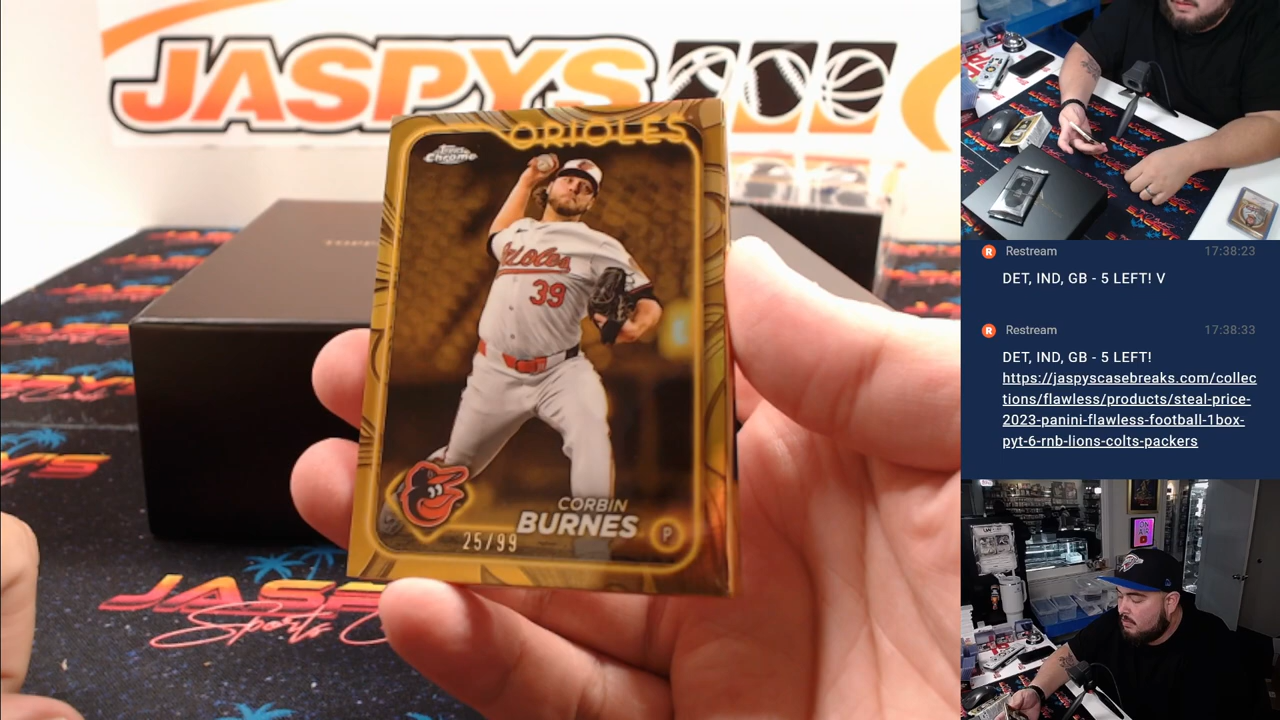 JASPYS
ORIOLES
Topps
Chrome
Orioles
39
CORBIN
BURNES
P
25/99
JASPY'S
Sports
Restream 17:38:23
DET, IND, GB - 5 LEFT! V
Restream 17:38:33
DET, IND, GB - 5 LEFT!
https://jaspyscasebreaks.com/collec
tions/flawless/products/steal-price-
2023-panini-flawless-football-1box-
pyt-6-rnb-lions-colts-packers